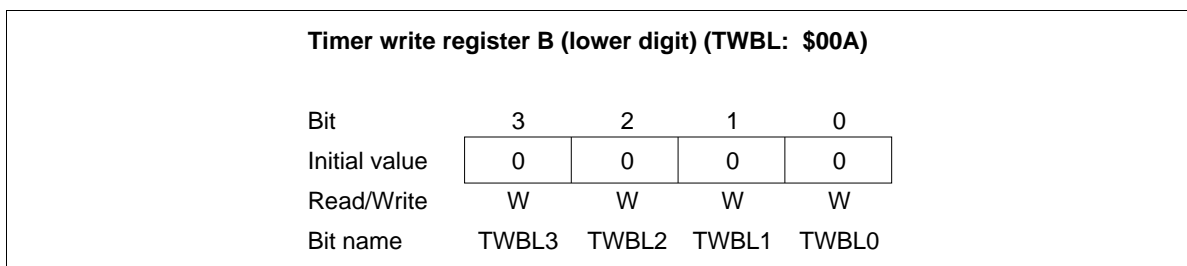 Timer write register B (lower digit) (TWBL: $00A)
Bit 3 2 1 0
Initial value 0 0 0 0
Read/Write W W W W
Bit name TWBL3 TWBL2 TWBL1 TWBL0